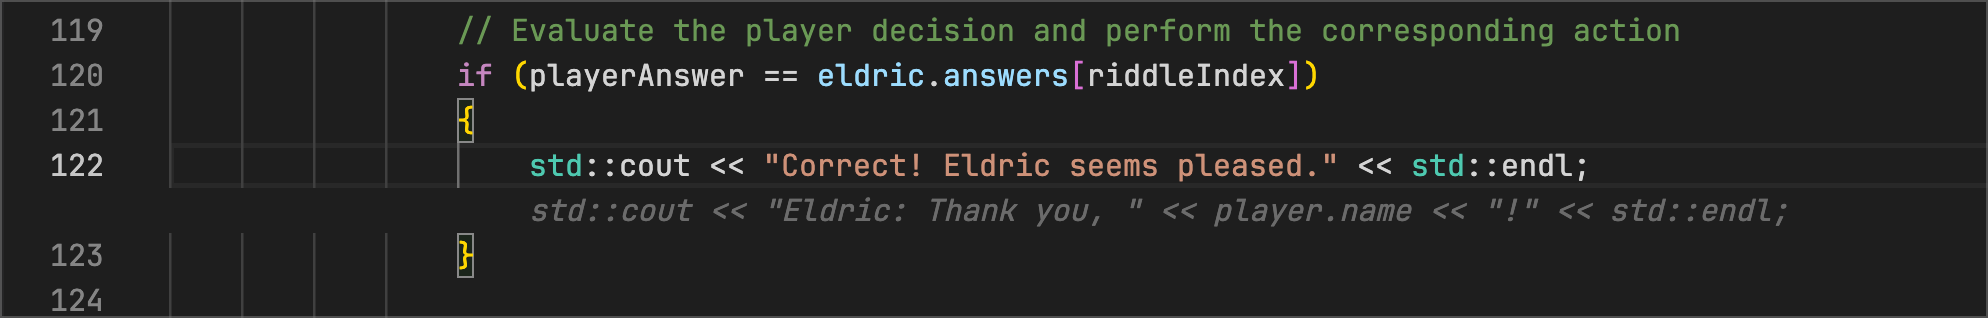 119 // Evaluate the player decision and perform the corresponding action
120 if (playerAnswer == eldric.answers[riddleIndex])
121 {
122 std::cout << "Correct! Eldric seems pleased." << std::endl;
std::cout << "Eldric: Thank you, " << player.name << "!" << std::endl;
123 }
124